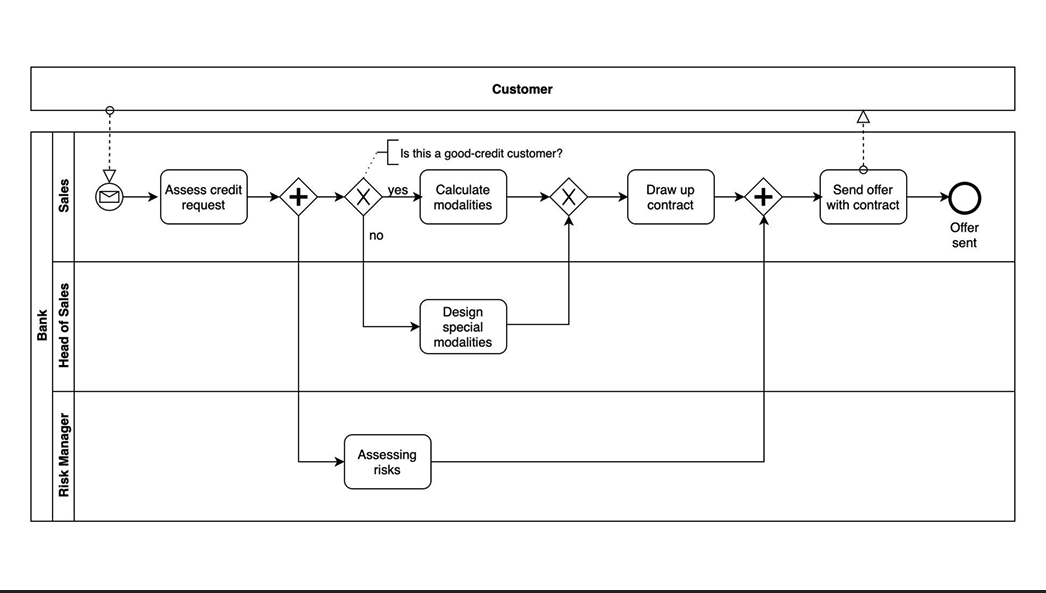 Customer
Bank
Sales
Is this a good-credit customer?
Assess credit
request
yes
Calculate
modalities
Draw up
contract
Send offer
with contract
no
Offer
sent
Head of Sales
Design
special
modalities
Risk Manager
Assessing
risks